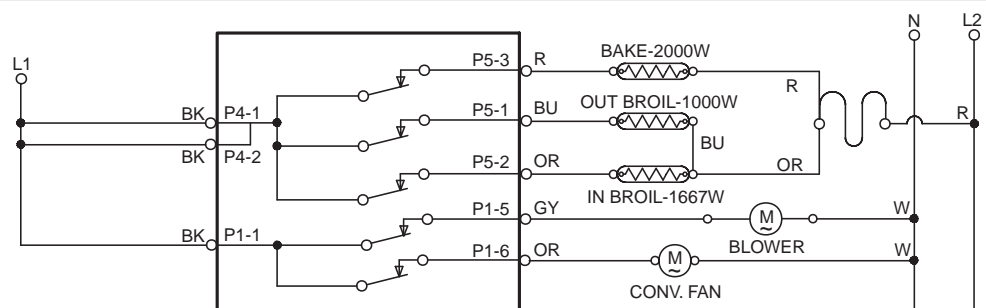 N L2
L1
P5-3 R BAKE-2000W
R
BK P4-1 P5-1 BU OUT BROIL-1000W
R
BK P4-2 BU
P5-2 OR OR
IN BROIL-1667W
P1-5 GY M W
BLOWER
BK P1-1 P1-6 OR M W
CONV. FAN